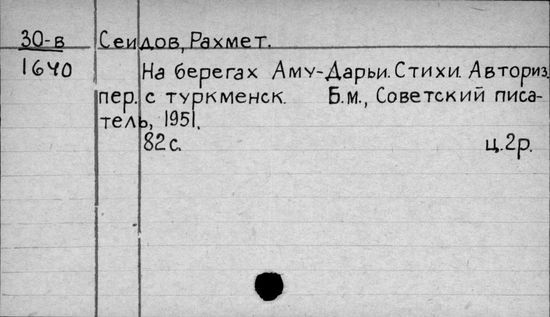 30-в Сеидов, Рахмет.
1640 На берегах Аму-Дарьи. Стихи. Авториз.
пер. с туркменск. Б.м., Советский писа-
тель, 1951.
82 с. ц. 2 р.